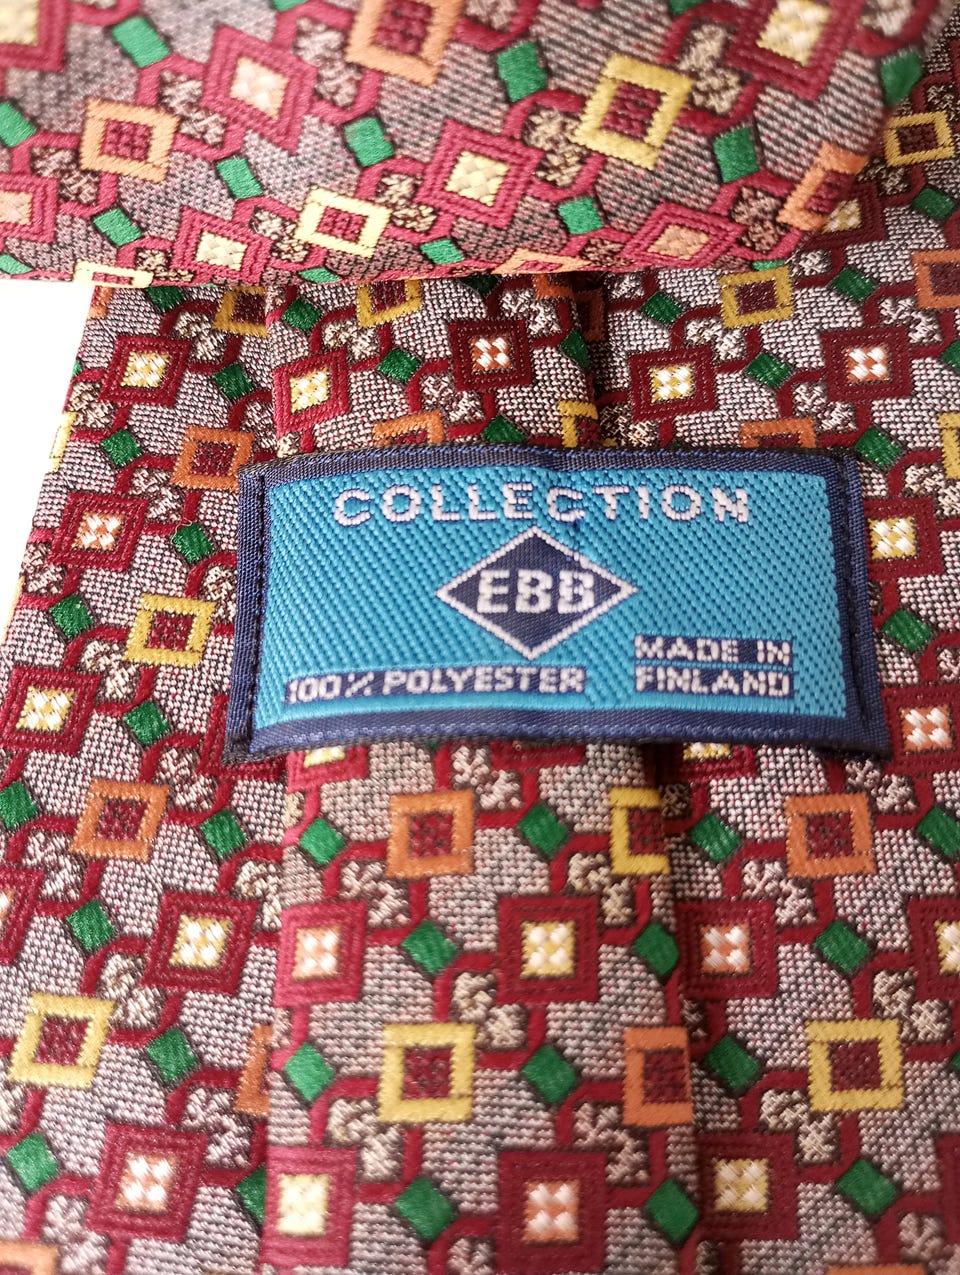 COLLECTION
EBB
100% POLYESTER
MADE IN
FINLAND